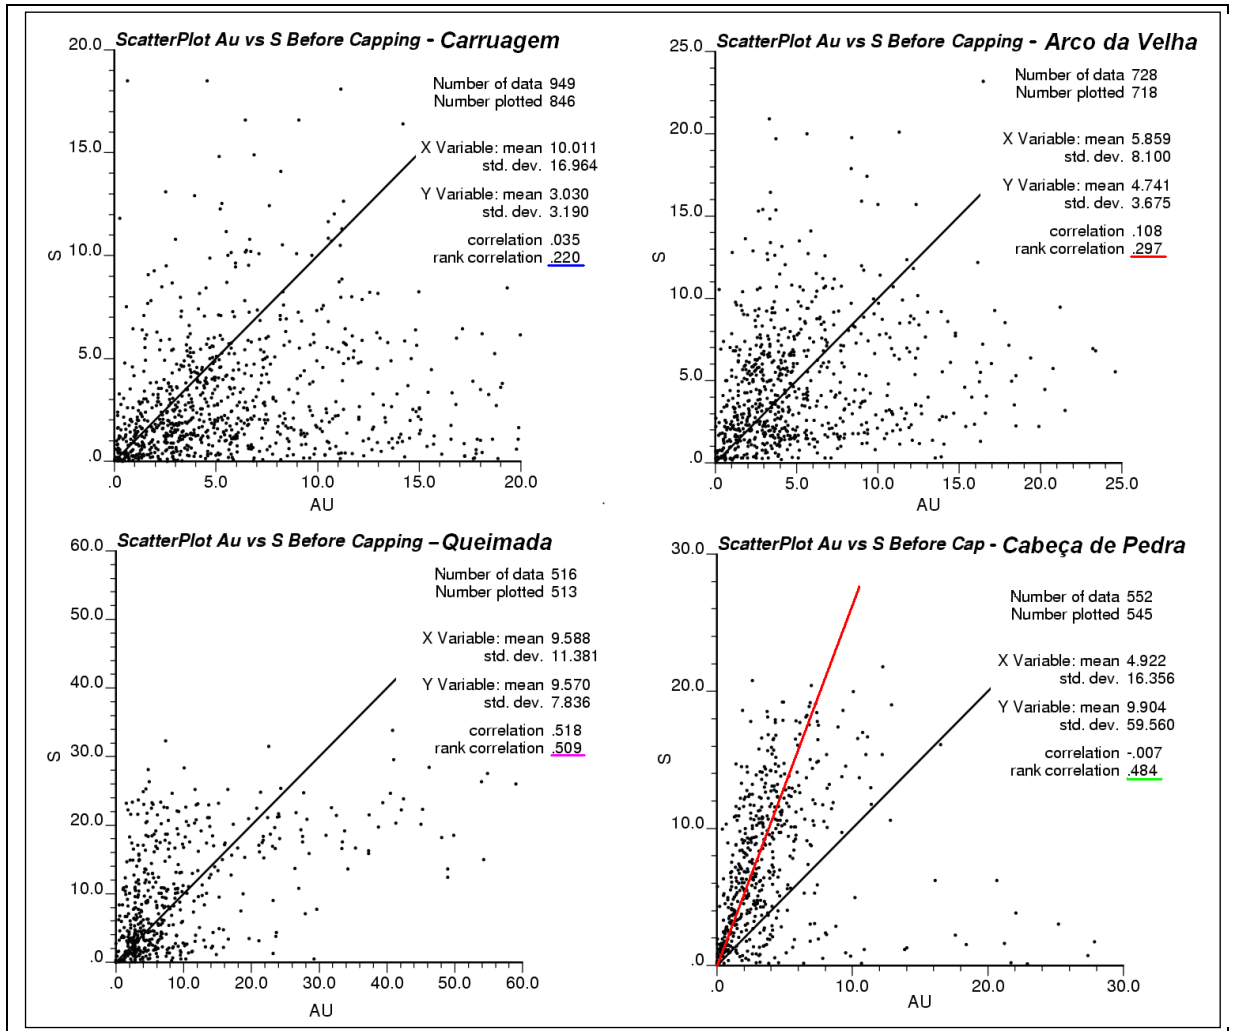 ScatterPlot Au vs S Before Capping - Carruagem
Number of data 949
Number plotted 846
X Variable: mean 10.011
std. dev. 16.964
Y Variable: mean 3.030
std. dev. 3.190
correlation .035
rank correlation .220
20.0
15.0
10.0
5.0
.0
S
.0 5.0 10.0 15.0 20.0
AU
ScatterPlot Au vs S Before Capping - Arco da Velha
Number of data 728
Number plotted 718
X Variable: mean 5.859
std. dev. 8.100
Y Variable: mean 4.741
std. dev. 3.675
correlation .108
rank correlation .297
25.0
20.0
15.0
10.0
5.0
.0
S
.0 5.0 10.0 15.0 20.0 25.0
AU
ScatterPlot Au vs S Before Capping –Queimada
Number of data 516
Number plotted 513
X Variable: mean 9.588
std. dev. 11.381
Y Variable: mean 9.570
std. dev. 7.836
correlation .518
rank correlation .509
60.0
50.0
40.0
30.0
20.0
10.0
.0
S
.0 10.0 20.0 30.0 40.0 50.0 60.0
AU
ScatterPlot Au vs S Before Cap - Cabeça de Pedra
Number of data 552
Number plotted 545
X Variable: mean 4.922
std. dev. 16.356
Y Variable: mean 9.904
std. dev. 59.560
correlation -.007
rank correlation .484
30.0
20.0
10.0
.0
S
.0 10.0 20.0 30.0
AU